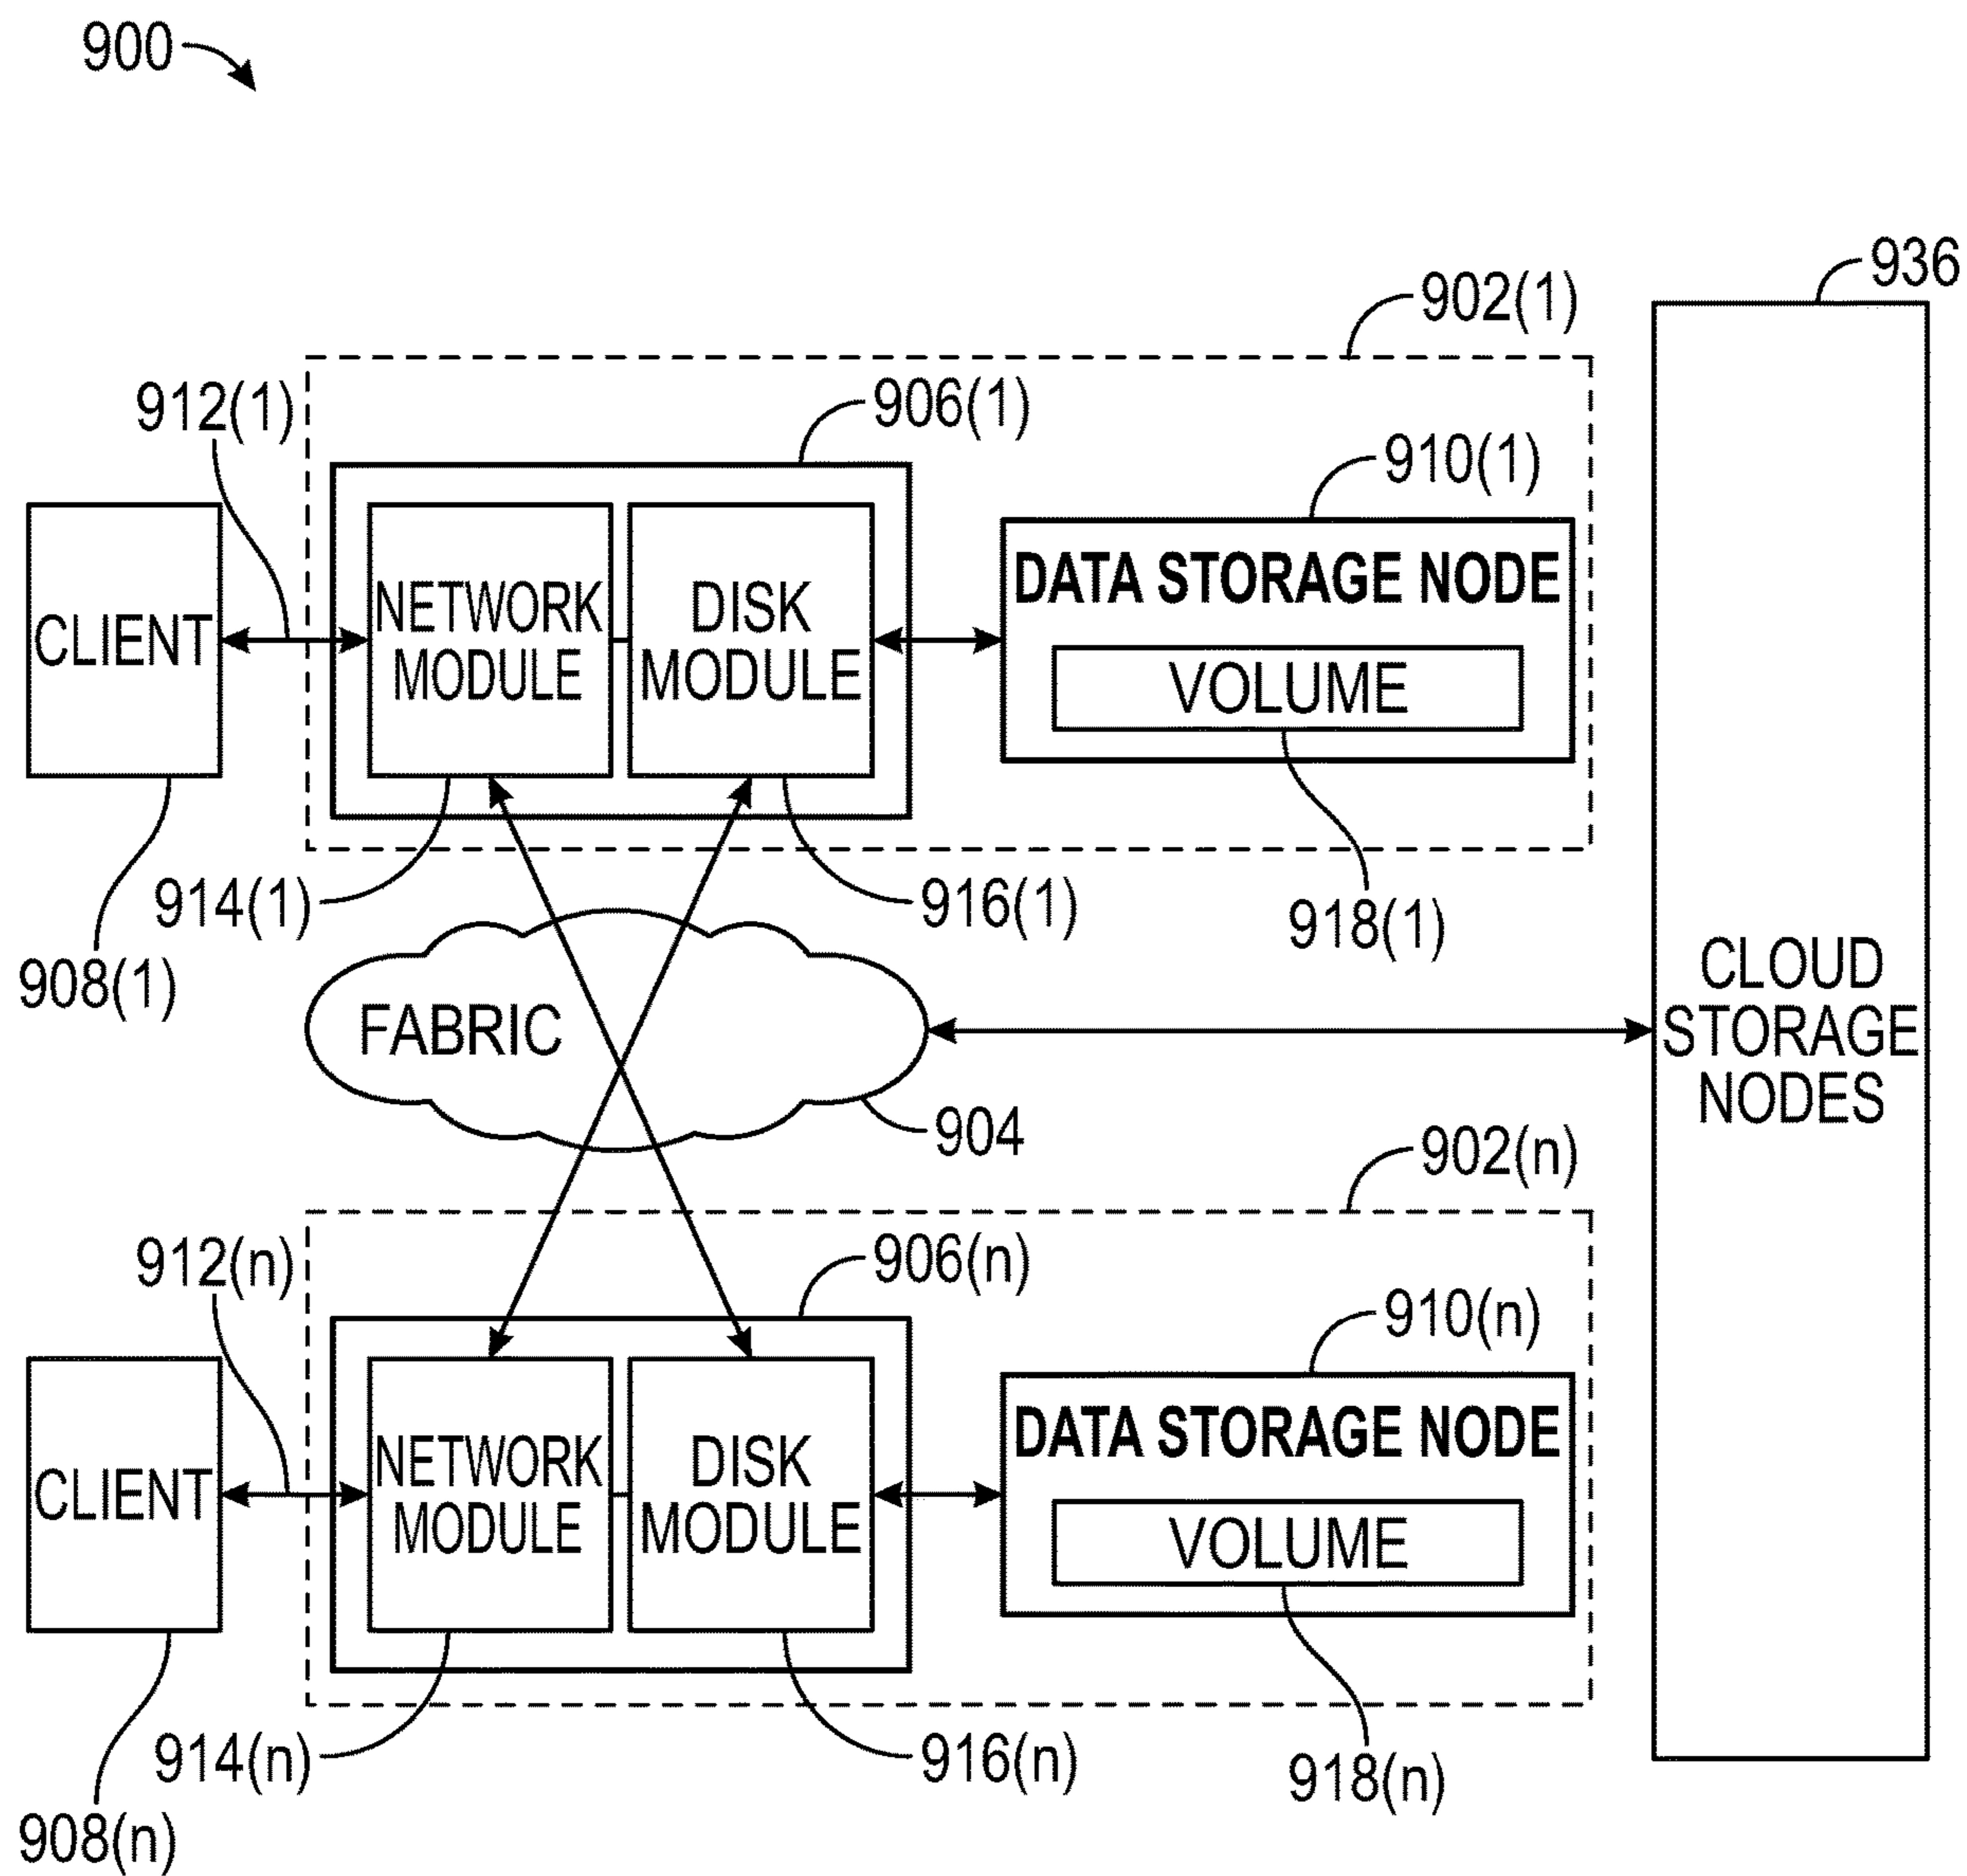 900
936
902(1)
912(1)
906(1)
910(1)
CLIENT
NETWORK
MODULE
DISK
MODULE
DATA STORAGE NODE
VOLUME
914(1)
916(1)
918(1)
908(1)
FABRIC
904
CLOUD
STORAGE
NODES
902(n)
912(n)
906(n)
910(n)
CLIENT
NETWORK
MODULE
DISK
MODULE
DATA STORAGE NODE
VOLUME
914(n)
916(n)
918(n)
908(n)